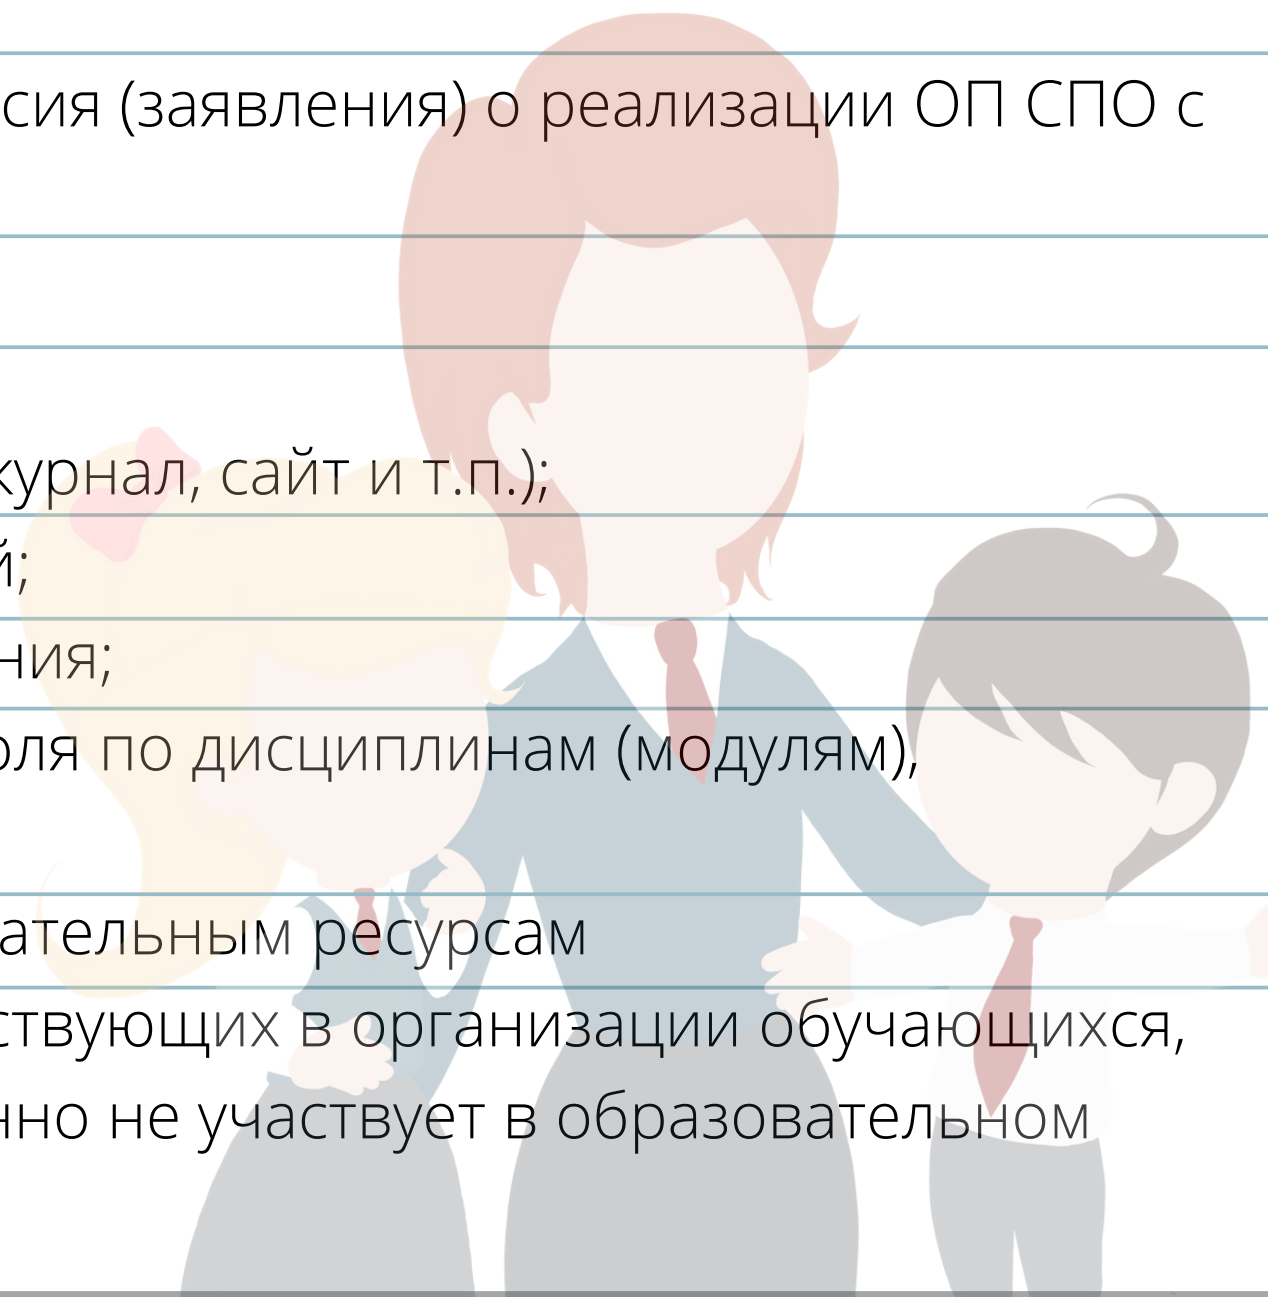 сия (заявления) о реализации ОП СПО с
журнал, сайт и т.п.);
й;
ния;
оля по дисциплинам (модулям),
ательным ресурсам
ствующих в организации обучающихся,
нно не участвует в образовательном